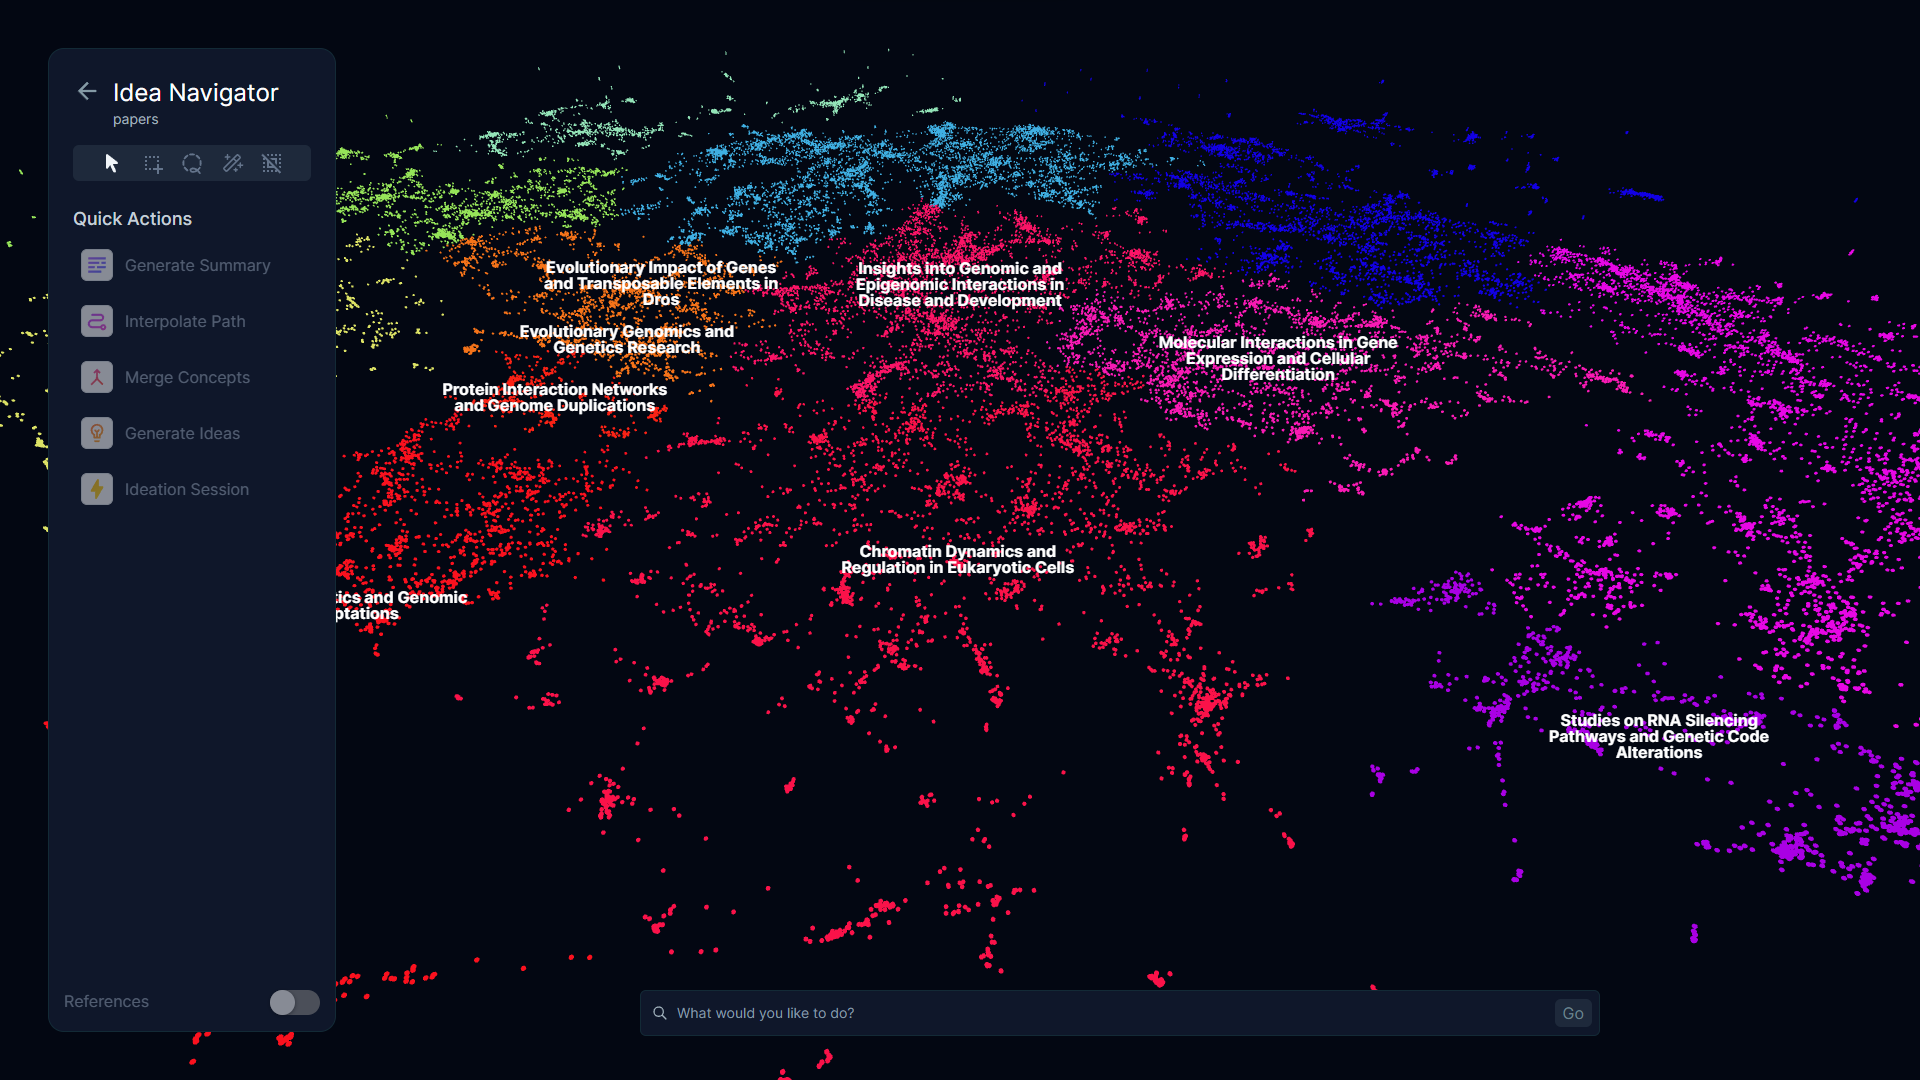 Idea Navigator
papers
Quick Actions
Generate Summary
Interpolate Path
Merge Concepts
Generate Ideas
Ideation Session
References
Evolutionary Impact of Genes
and Transposable Elements in
Dros
Insights into Genomic and
Epigenomic Interactions in
Disease and Development
Evolutionary Genomics and
Genetics Research
Molecular Interactions in Gene
Expression and Cellular
Differentiation
Protein Interaction Networks
and Genome Duplications
Chromatin Dynamics and
Regulation in Eukaryotic Cells
tics and Genomic
ptations
Studies on RNA Silencing
Pathways and Genetic Code
Alterations
What would you like to do?
Go